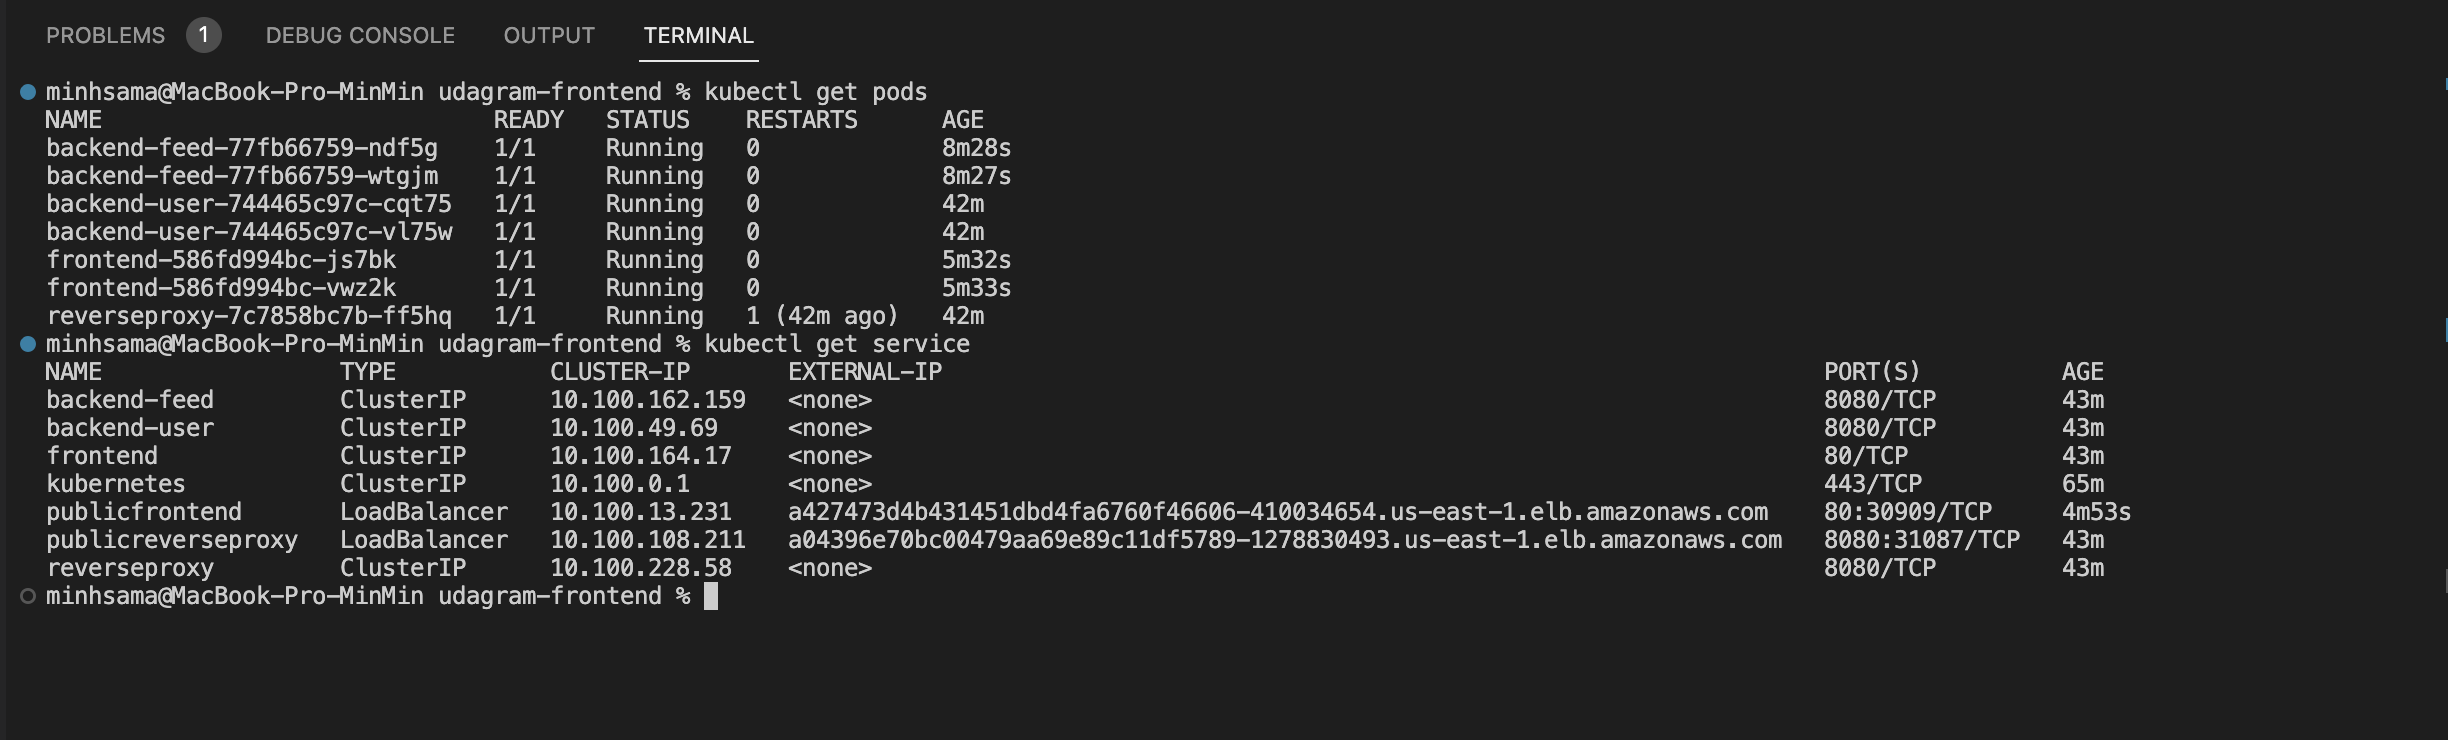 PROBLEMS 1 DEBUG CONSOLE OUTPUT TERMINAL
minhsama@MacBook-Pro-MinMin udagram-frontend % kubectl get pods
NAME READY STATUS RESTARTS AGE
backend-feed-77fb66759-ndf5g 1/1 Running 0 8m28s
backend-feed-77fb66759-wtgjm 1/1 Running 0 8m27s
backend-user-744465c97c-cqt75 1/1 Running 0 42m
backend-user-744465c97c-vl75w 1/1 Running 0 42m
frontend-586fd994bc-js7bk 1/1 Running 0 5m32s
frontend-586fd994bc-vwz2k 1/1 Running 0 5m33s
reverseproxy-7c7858bc7b-ff5hq 1/1 Running 1 (42m ago) 42m
minhsama@MacBook-Pro-MinMin udagram-frontend % kubectl get service
NAME TYPE CLUSTER-IP EXTERNAL-IP PORT(S) AGE
backend-feed ClusterIP 10.100.162.159 <none> 8080/TCP 43m
backend-user ClusterIP 10.100.49.69 <none> 8080/TCP 43m
frontend ClusterIP 10.100.164.17 <none> 80/TCP 43m
kubernetes ClusterIP 10.100.0.1 <none> 443/TCP 65m
publicfrontend LoadBalancer 10.100.13.231 a427473d4b431451dbd4fa6760f46606-410034654.us-east-1.elb.amazonaws.com 80:30909/TCP 4m53s
publicreverseproxy LoadBalancer 10.100.108.211 a04396e70bc00479aa69e89c11df5789-1278830493.us-east-1.elb.amazonaws.com 8080:31087/TCP 43m
reverseproxy ClusterIP 10.100.228.58 <none> 8080/TCP 43m
minhsama@MacBook-Pro-MinMin udagram-frontend %